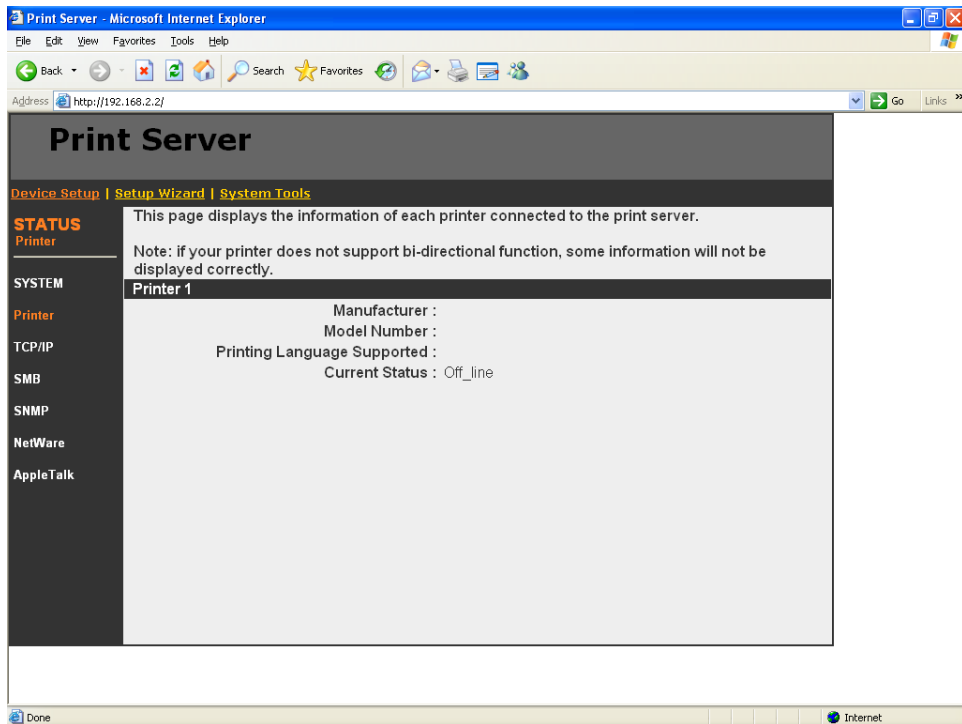 Print Server - Microsoft Internet Explorer
File Edit View Favorites Tools Help
Back Search Favorites
Address http://192.168.2.2/ Go Links »
Print Server
Device Setup | Setup Wizard | System Tools
STATUS
Printer
SYSTEM
Printer
TCP/IP
SMB
SNMP
NetWare
AppleTalk
This page displays the information of each printer connected to the print server.
Note: if your printer does not support bi-directional function, some information will not be
displayed correctly.
Printer 1
Manufacturer :
Model Number :
Printing Language Supported :
Current Status : Off_line
Done Internet